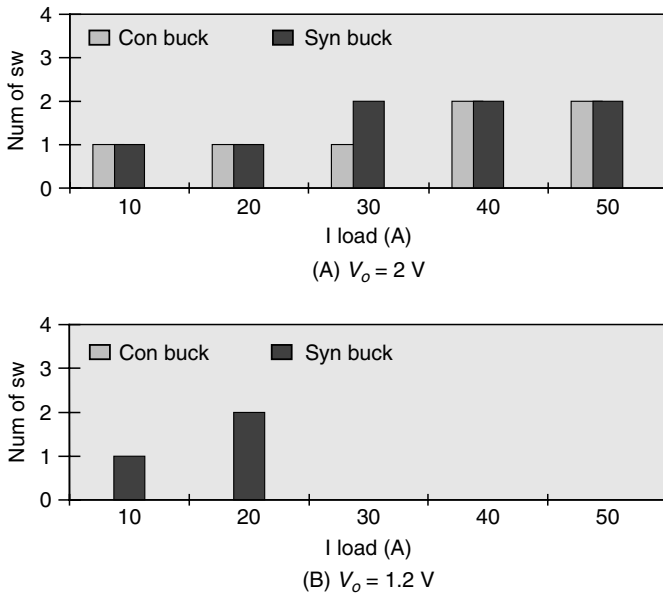 4
Con buck Syn buck
3
2
1
0
Num of sw
10 20 30 40 50
I load (A)
(A) Vo = 2 V
4
Con buck Syn buck
3
2
1
0
Num of sw
10 20 30 40 50
I load (A)
(B) Vo = 1.2 V